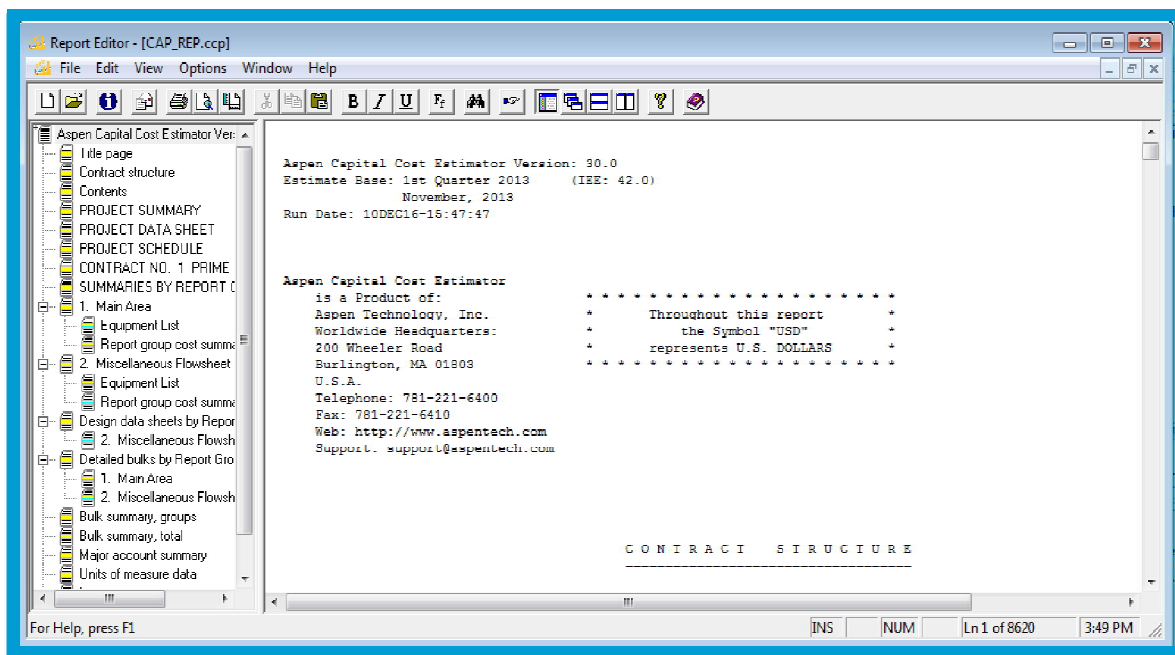 Report Editor - [CAP_REP.ccp]
File Edit View Options Window Help
B I U
Aspen Capital Cost Estimator Ver:
Title page
Contract structure
Contents
PROJECT SUMMARY
PROJECT DATA SHEET
PROJECT SCHEDULE
CONTRACT NO. 1 PRIME
SUMMARIES BY REPORT G
1. Main Area
Equipment List
Report group cost summa
2. Miscellaneous Flowsheet
Equipment List
Report group cost summa
Design data sheets by Repor
2. Miscellaneous Flowsh
Detailed bulks by Report Gro
1. Main Area
2. Miscellaneous Flowsh
Bulk summary, groups
Bulk summary, total
Major account summary
Units of measure data
Aspen Capital Cost Estimator Version: 30.0
Estimate Base: 1st Quarter 2013 (IEE: 42.0)
November, 2013
Run Date: 10DEC16-15:47:47
Aspen Capital Cost Estimator
is a Product of:
Aspen Technology, Inc.
Worldwide Headquarters:
200 Wheeler Road
Burlington, MA 01803
U.S.A.
Telephone: 781-221-6400
Fax: 781-221-6410
Web: http://www.aspentech.com
Support: support@aspentech.com
* * * * * * * * * * * * * * * * * * * *
* Throughout this report *
* the Symbol "USD" *
* represents U.S. DOLLARS *
* * * * * * * * * * * * * * * * * * * *
C O N T R A C T S T R U C T U R E
For Help, press F1
INS NUM Ln 1 of 8620 3:49 PM